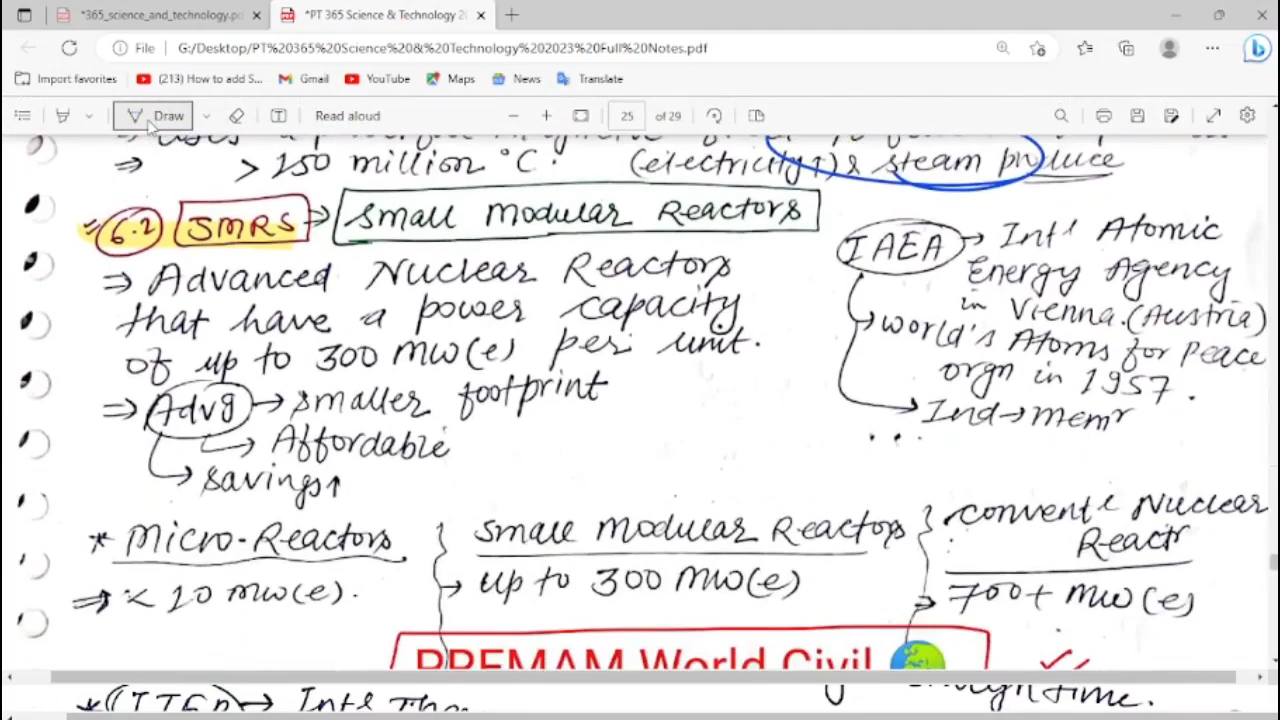 *365_science_and_technology.pd
*PT 365 Science & Technology 20
File
G:/Desktop/PT%20365%20Science%20&%20Technology%202023%20Full%20Notes.pdf
Import favorites
(213) How to add S...
Gmail
YouTube
Maps
News
Translate
Draw
Read aloud
25 of 29
⇒ > 150 million °C. (electricity↑) & steam produce
6.2 SMRS → Small Modular Reactors
⇒ Advanced Nuclear Reactors
that have a power capacity
of up to 300 MW(e) per unit.
⇒ Advg → smaller footprint
→ Affordable
→ savings↑
IAEA → Intl Atomic
Energy Agency
in Vienna. (Austria)
→ world's Atoms for Peace
orgn in 1957.
→ Ind → memr
* Micro-Reactors
⇒ < 10 MW(e).
Small Modular Reactors
→ up to 300 MW(e)
conventl Nuclear
Reactr
⇒ 700+ MW(e)
PREMAM World Civil